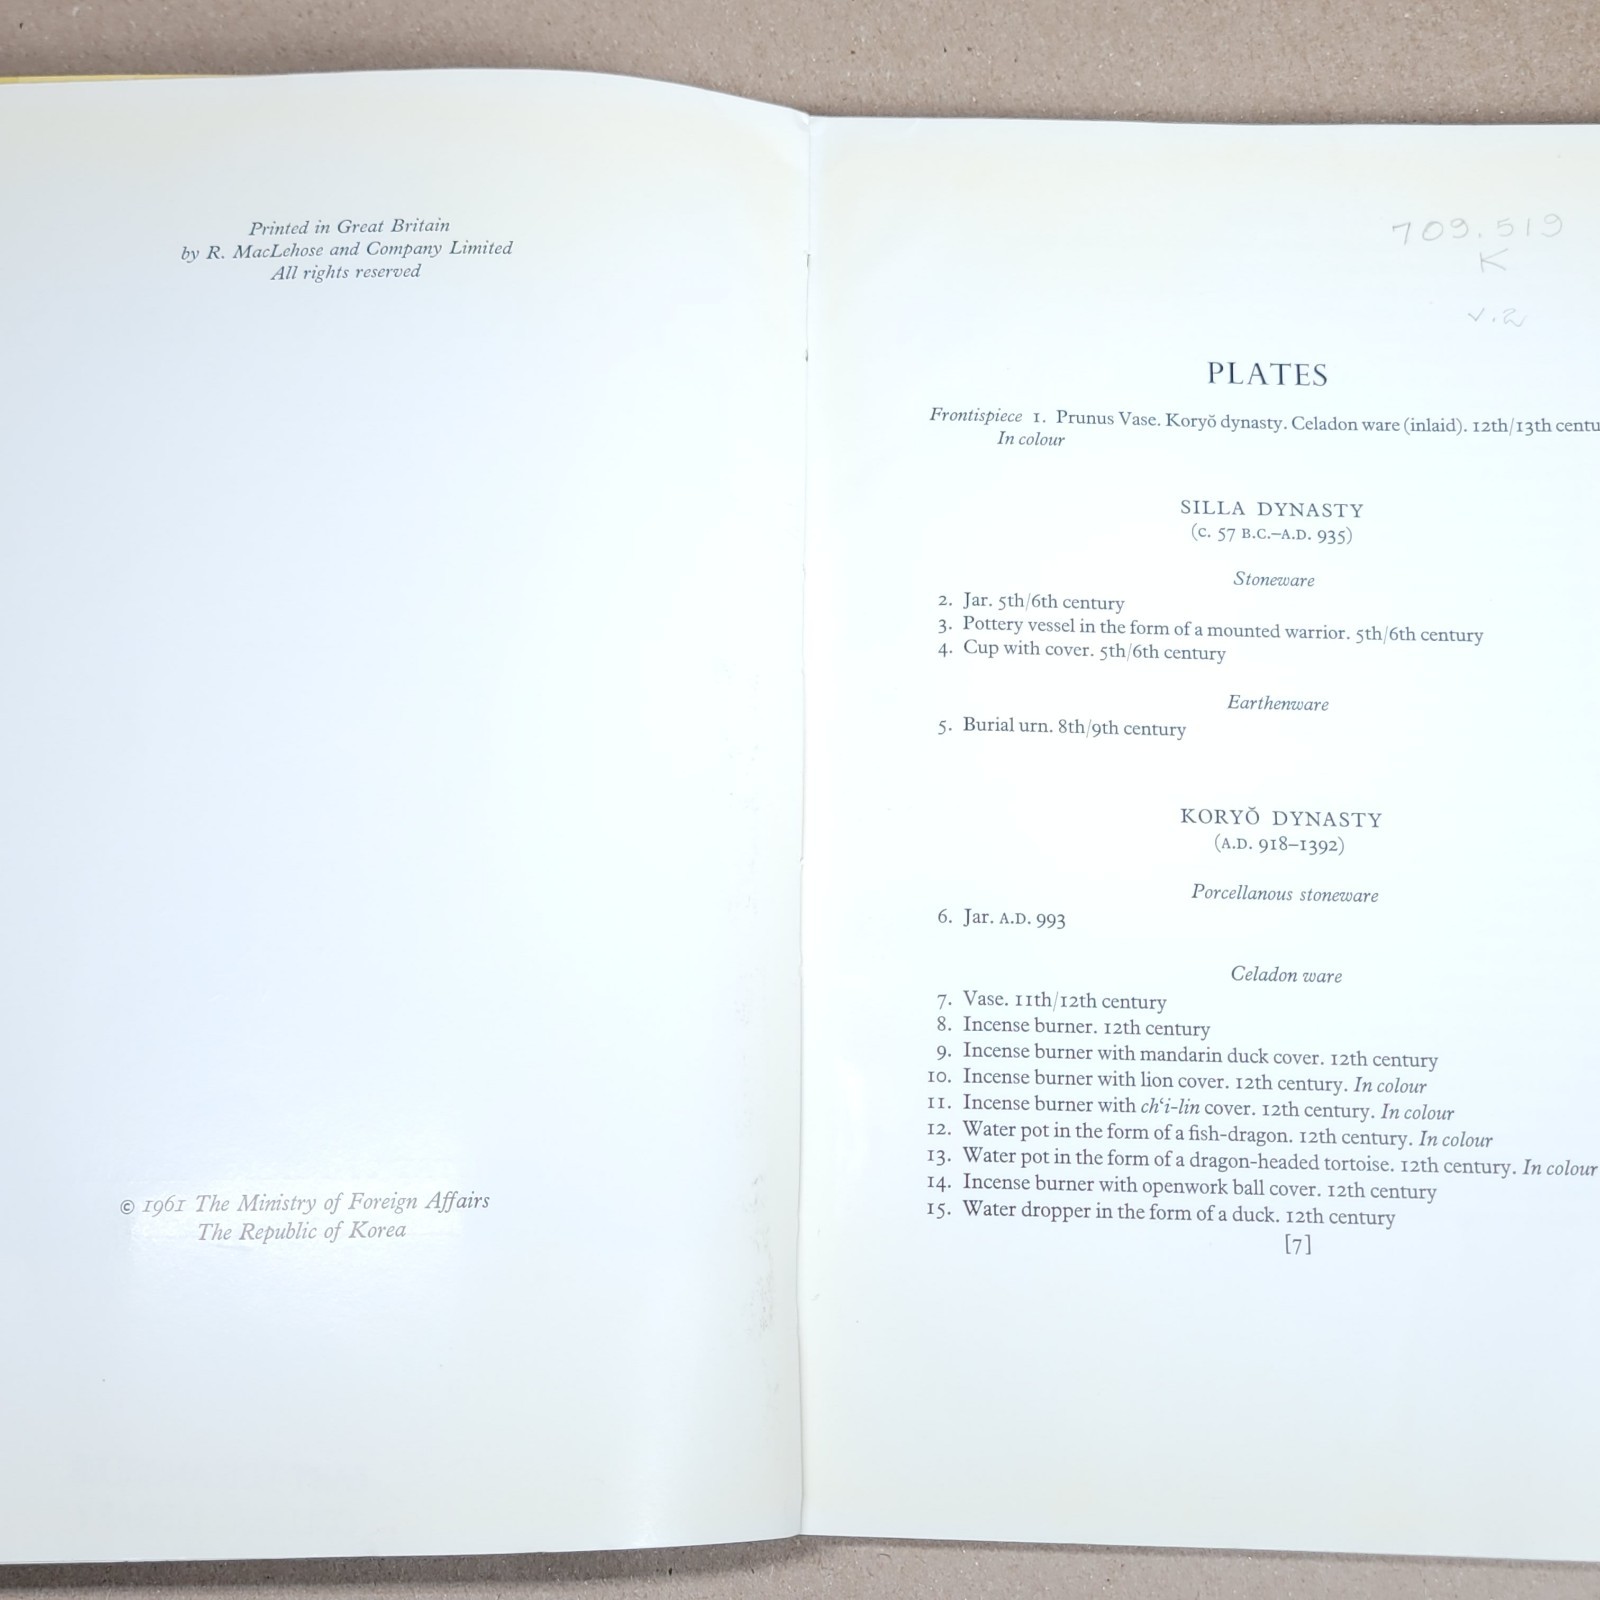 Printed in Great Britain
by R. MacLehose and Company Limited
All rights reserved
© 1961 The Ministry of Foreign Affairs
The Republic of Korea
709.519
K
v.2
PLATES
Frontispiece 1. Prunus Vase. Koryŏ dynasty. Celadon ware (inlaid). 12th/13th centu
In colour
SILLA DYNASTY
(C. 57 B.C.–A.D. 935)
Stoneware
2. Jar. 5th/6th century
3. Pottery vessel in the form of a mounted warrior. 5th/6th century
4. Cup with cover. 5th/6th century
Earthenware
5. Burial urn. 8th/9th century
KORYŎ DYNASTY
(A.D. 918–1392)
Porcellanous stoneware
6. Jar. A.D. 993
Celadon ware
7. Vase. 11th/12th century
8. Incense burner. 12th century
9. Incense burner with mandarin duck cover. 12th century
10. Incense burner with lion cover. 12th century. In colour
11. Incense burner with ch‘i-lin cover. 12th century. In colour
12. Water pot in the form of a fish-dragon. 12th century. In colour
13. Water pot in the form of a dragon-headed tortoise. 12th century. In colour
14. Incense burner with openwork ball cover. 12th century
15. Water dropper in the form of a duck. 12th century
[7]